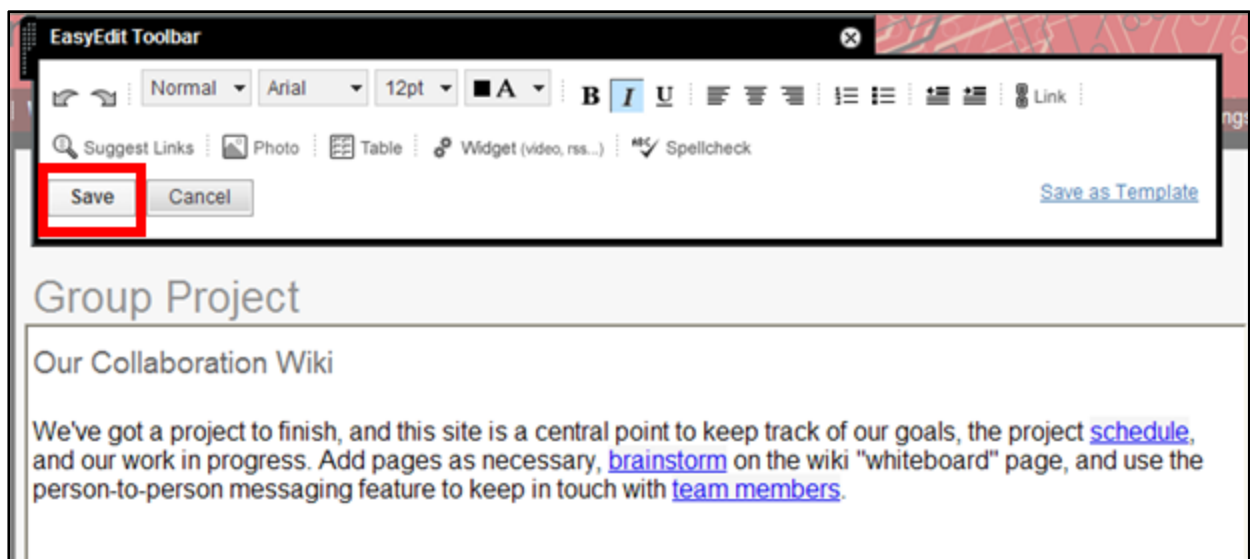 EasyEdit Toolbar
Normal Arial 12pt A B I U Link
ngs
Suggest Links Photo Table Widget (video, rss...) ABC Spellcheck
Save Cancel Save as Template
Group Project
Our Collaboration Wiki
We've got a project to finish, and this site is a central point to keep track of our goals, the project schedule,
and our work in progress. Add pages as necessary, brainstorm on the wiki "whiteboard" page, and use the
person-to-person messaging feature to keep in touch with team members.